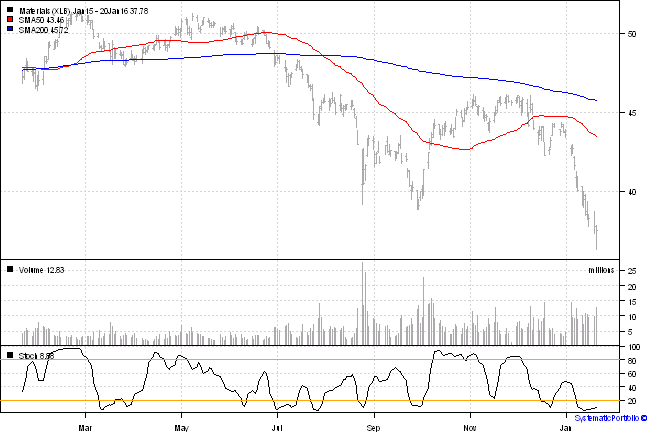 Materials (XLB) Jan 15 - 20Jan16 37.78
SMA50 43.46
SMA200 45.72
50
45
40
Volume 12.83
millions
25
20
15
10
5
Stoch 8.88
100
80
60
40
20
Mar May Jul Sep Nov Jan
SystematicPortfolio ©